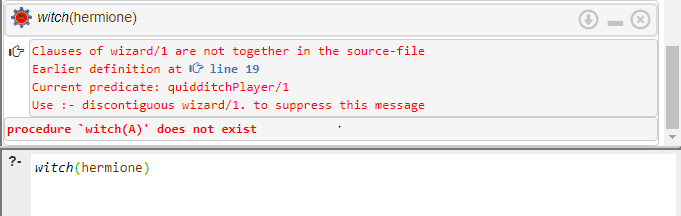 witch(hermione)
Clauses of wizard/1 are not together in the source-file
Earlier definition at line 19
Current predicate: quidditchPlayer/1
Use :- discontiguous wizard/1. to suppress this message
procedure `witch(A)' does not exist
?- witch(hermione)